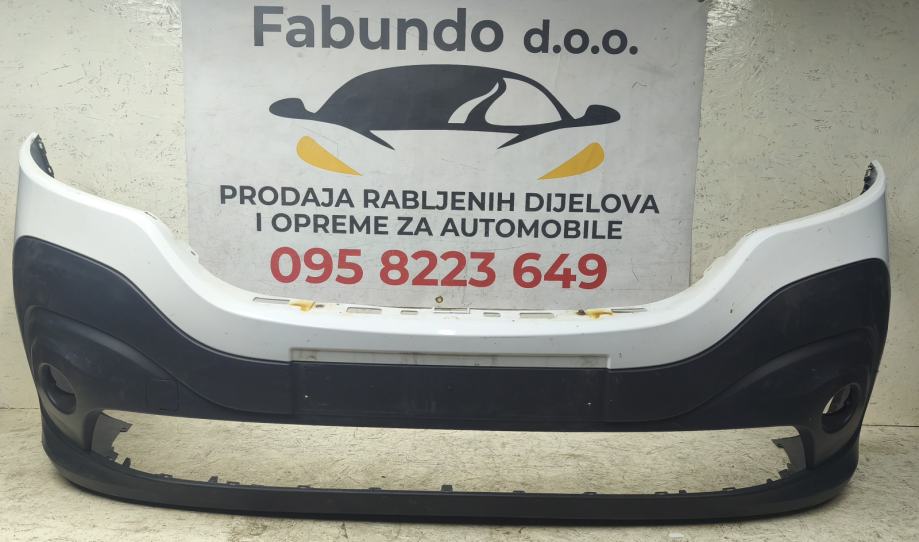 Fabundo d.o.o.
PRODAJA RABLJENIH DIJELOVA
I OPREME ZA AUTOMOBILE
095 8223 649